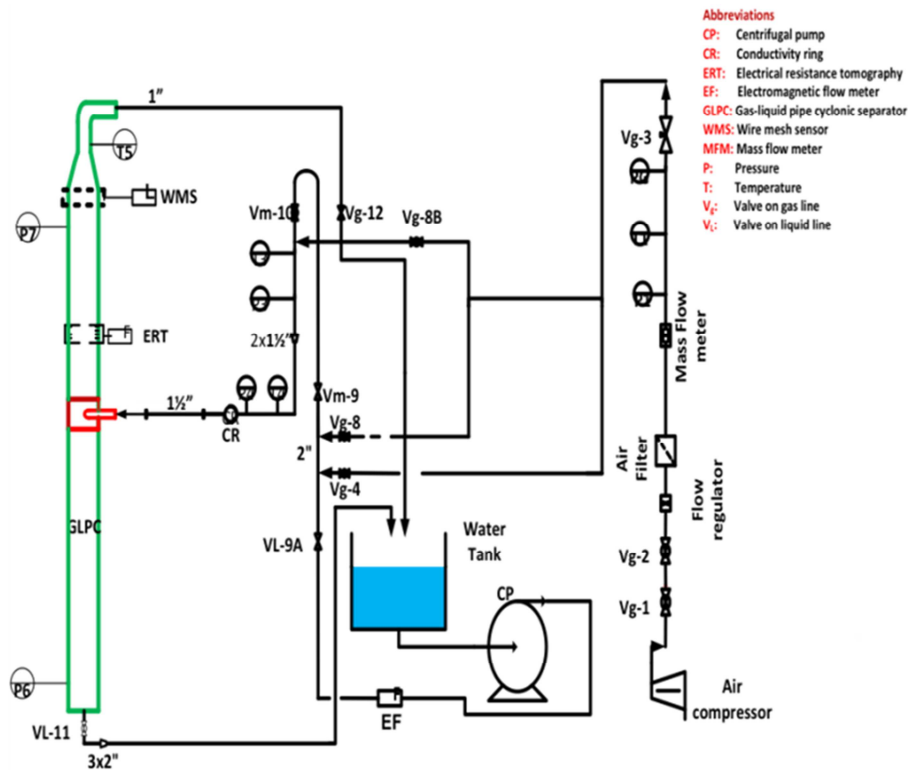 Abbreviations
CP: Centrifugal pump
CR: Conductivity ring
ERT: Electrical resistance tomography
EF: Electromagnetic flow meter
GLPC: Gas-liquid pipe cyclonic separator
WMS: Wire mesh sensor
MFM: Mass flow meter
P: Pressure
T: Temperature
Vg: Valve on gas line
VL: Valve on liquid line
1”
T5
WMS
P7
Vm-10
Vg-12
Vg-8B
Vg-3
ERT
2x1½”
Mass Flow
meter
1½”
CR
Vm-9
Vg-8
2"
Vg-4
Air
Filter
Flow
regulator
GLPC
VL-9A
Water
Tank
CP
Vg-2
Vg-1
P6
EF
Air
compressor
VL-11
3x2"